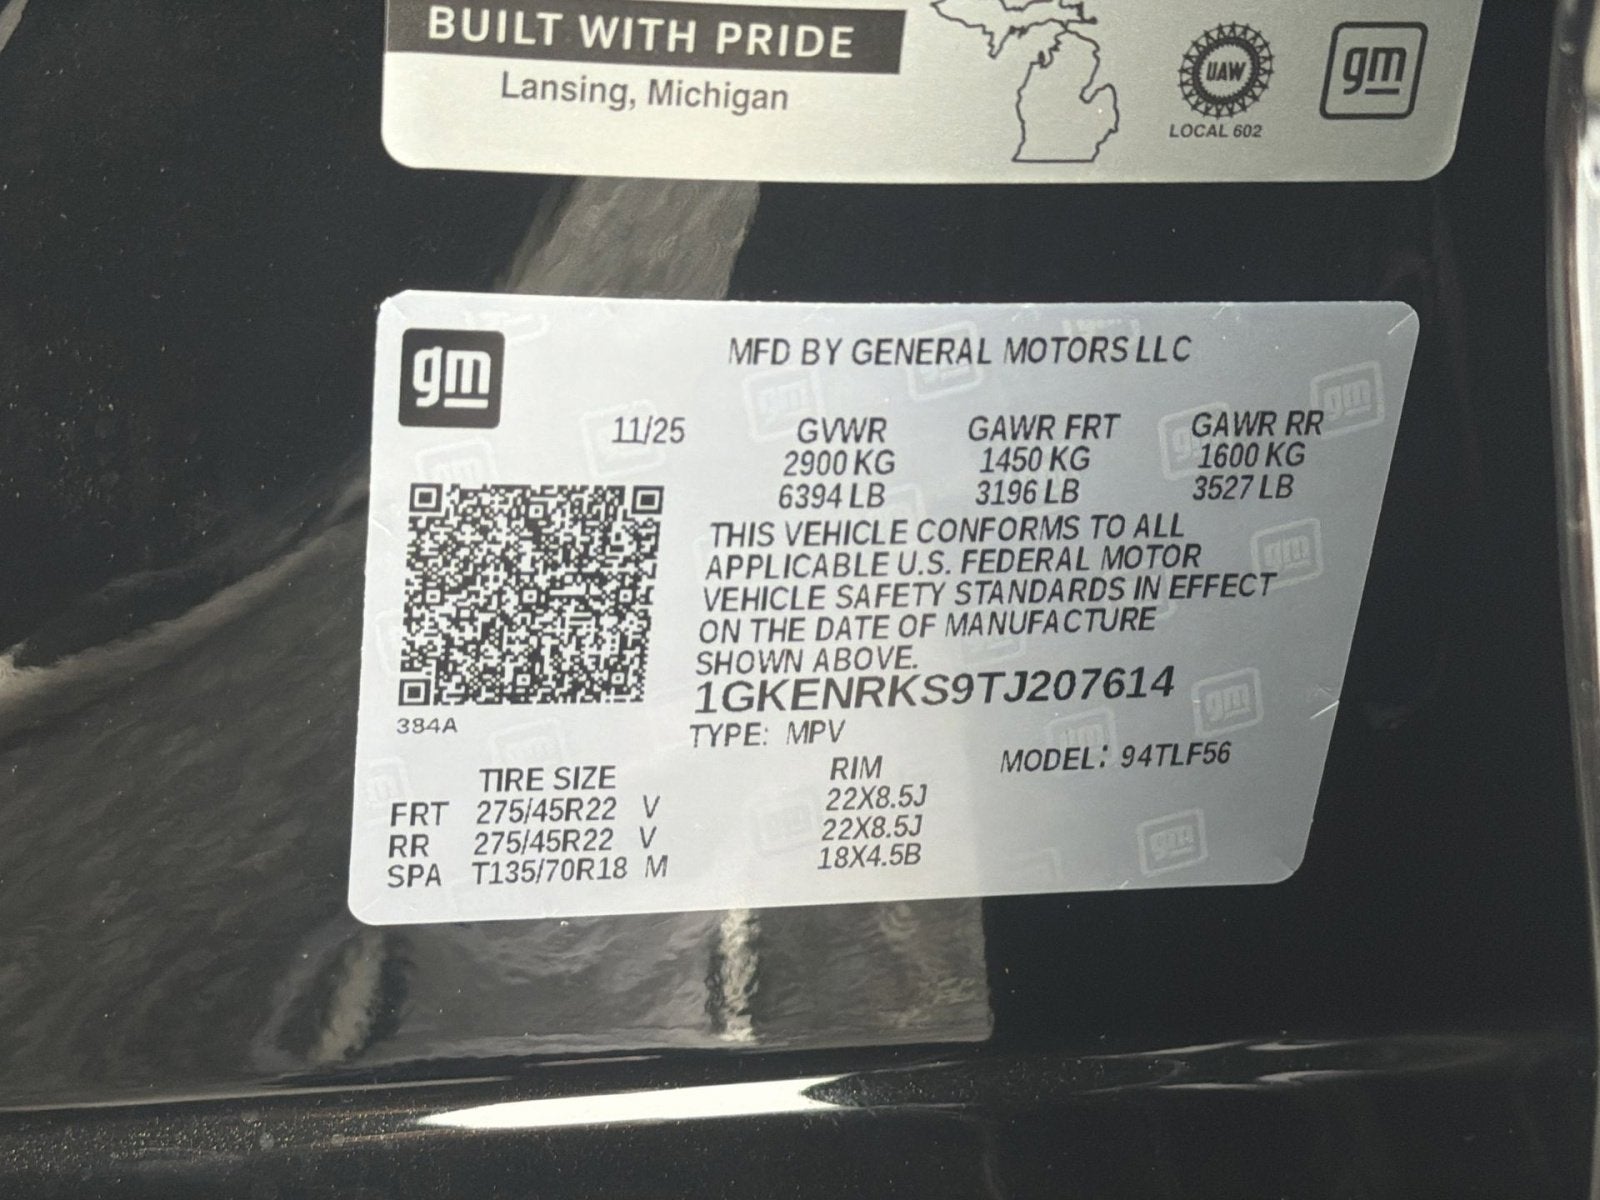 BUILT WITH PRIDE
Lansing, Michigan
UAW
LOCAL 602
gm
gm
MFD BY GENERAL MOTORS LLC
11/25 GVWR GAWR FRT GAWR RR
2900 KG 1450 KG 1600 KG
6394 LB 3196 LB 3527 LB
THIS VEHICLE CONFORMS TO ALL
APPLICABLE U.S. FEDERAL MOTOR
VEHICLE SAFETY STANDARDS IN EFFECT
ON THE DATE OF MANUFACTURE
SHOWN ABOVE.
1GKENRKS9TJ207614
384A
TYPE: MPV
MODEL: 94TLF56
TIRE SIZE RIM
FRT 275/45R22 V 22X8.5J
RR 275/45R22 V 22X8.5J
SPA T135/70R18 M 18X4.5B